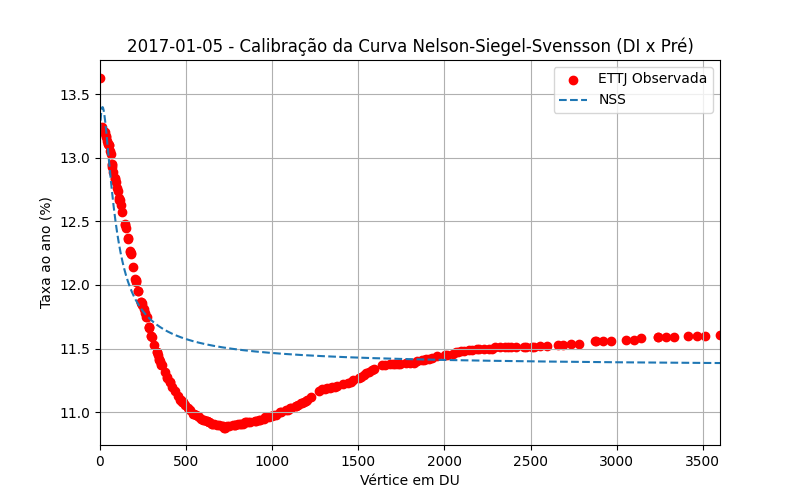 2017-01-05 - Calibração da Curva Nelson-Siegel-Svensson (DI x Pré)
ETTJ Observada
NSS
Taxa ao ano (%)
13.5
13.0
12.5
12.0
11.5
11.0
0 500 1000 1500 2000 2500 3000 3500
Vértice em DU